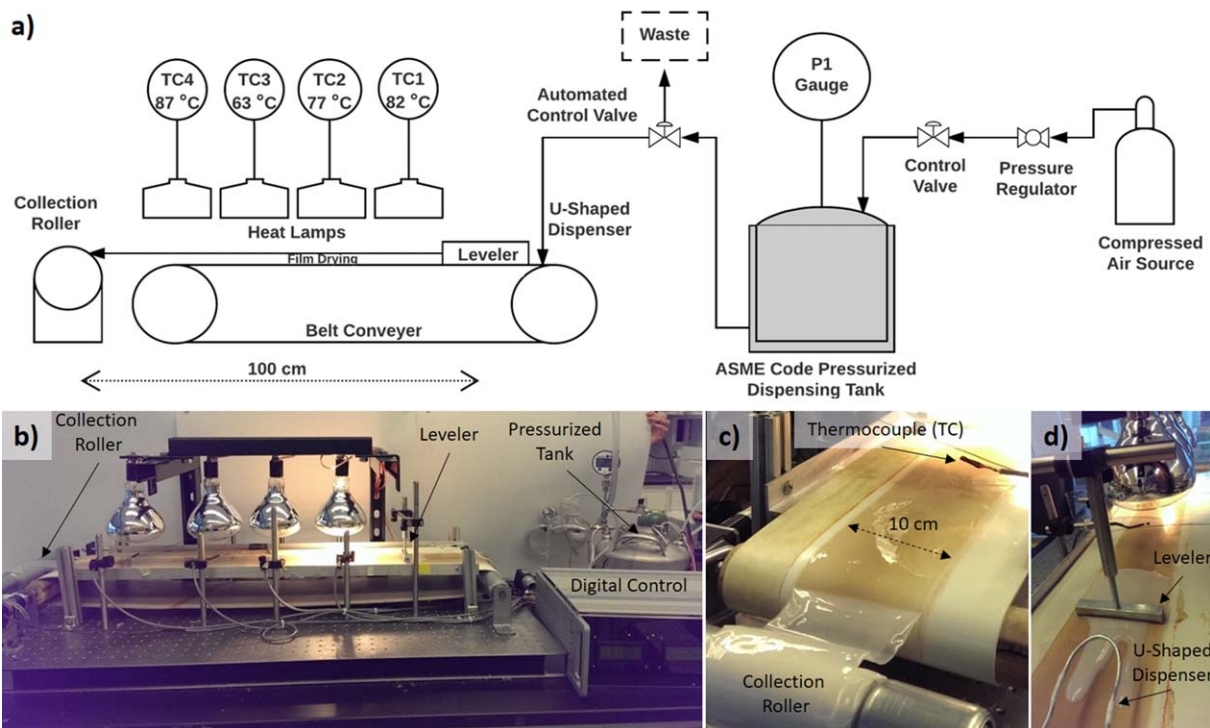 a)
Waste
P1
Gauge
TC4
87 °C
TC3
63 °C
TC2
77 °C
TC1
82 °C
Automated
Control Valve
Control
Valve
Pressure
Regulator
Compressed
Air Source
Collection
Roller
Heat Lamps
U-Shaped
Dispenser
Film Drying
Leveler
Belt Conveyer
100 cm
ASME Code Pressurized
Dispensing Tank
b)
Collection
Roller
Leveler
Pressurized
Tank
Digital Control
c)
Thermocouple (TC)
10 cm
Collection
Roller
d)
Leveler
U-Shaped
Dispenser